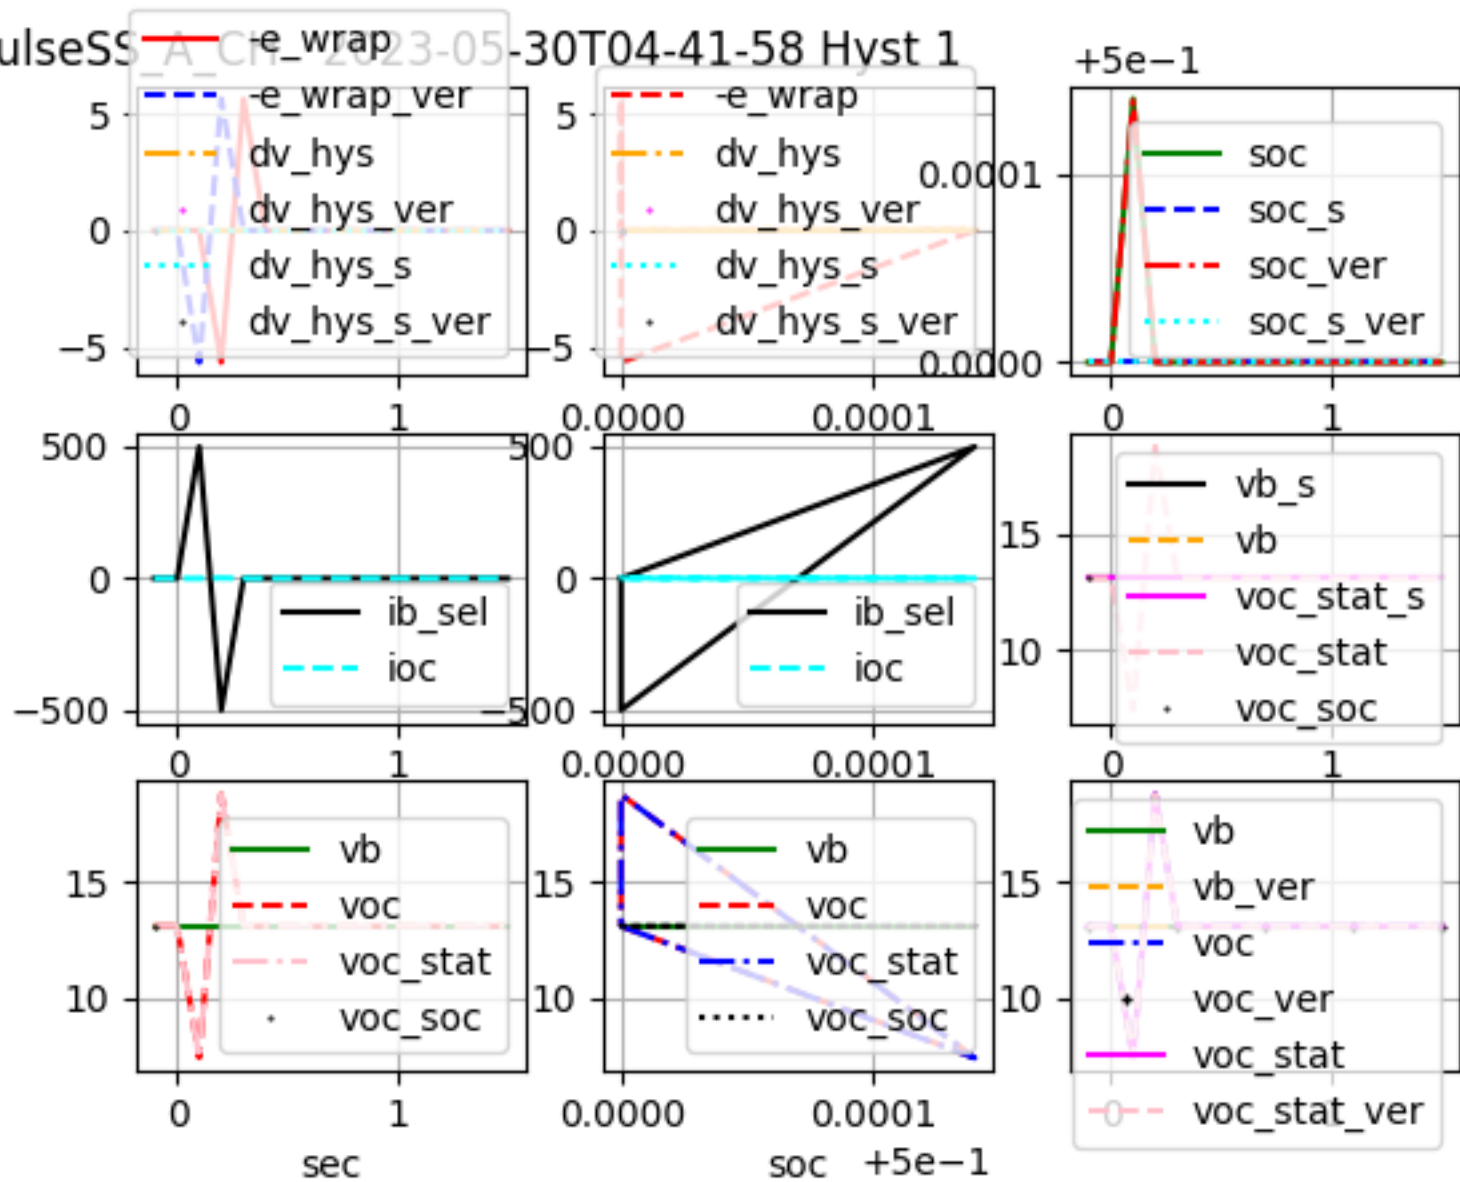 ulseSS_A_Ch 2023-05-30T04-41-58 Hyst 1
-e_wrap
-e_wrap_ver
dv_hys
dv_hys_ver
dv_hys_s
dv_hys_s_ver
5
0
−5
0
1
-e_wrap
dv_hys
dv_hys_ver
dv_hys_s
dv_hys_s_ver
5
0
−5
0.0000
0.0001
+5e−1
soc
soc_s
soc_ver
soc_s_ver
0.0001
0.0000
0
1
500
0
−500
ib_sel
ioc
0
1
500
0
−500
ib_sel
ioc
0.0000
0.0001
15
10
vb_s
vb
voc_stat_s
voc_stat
voc_soc
0
1
15
10
vb
voc
voc_stat
voc_soc
0
1
sec
15
10
vb
voc
voc_stat
voc_soc
0.0000
0.0001
soc
+5e−1
15
10
vb
vb_ver
voc
voc_ver
voc_stat
voc_stat_ver
0